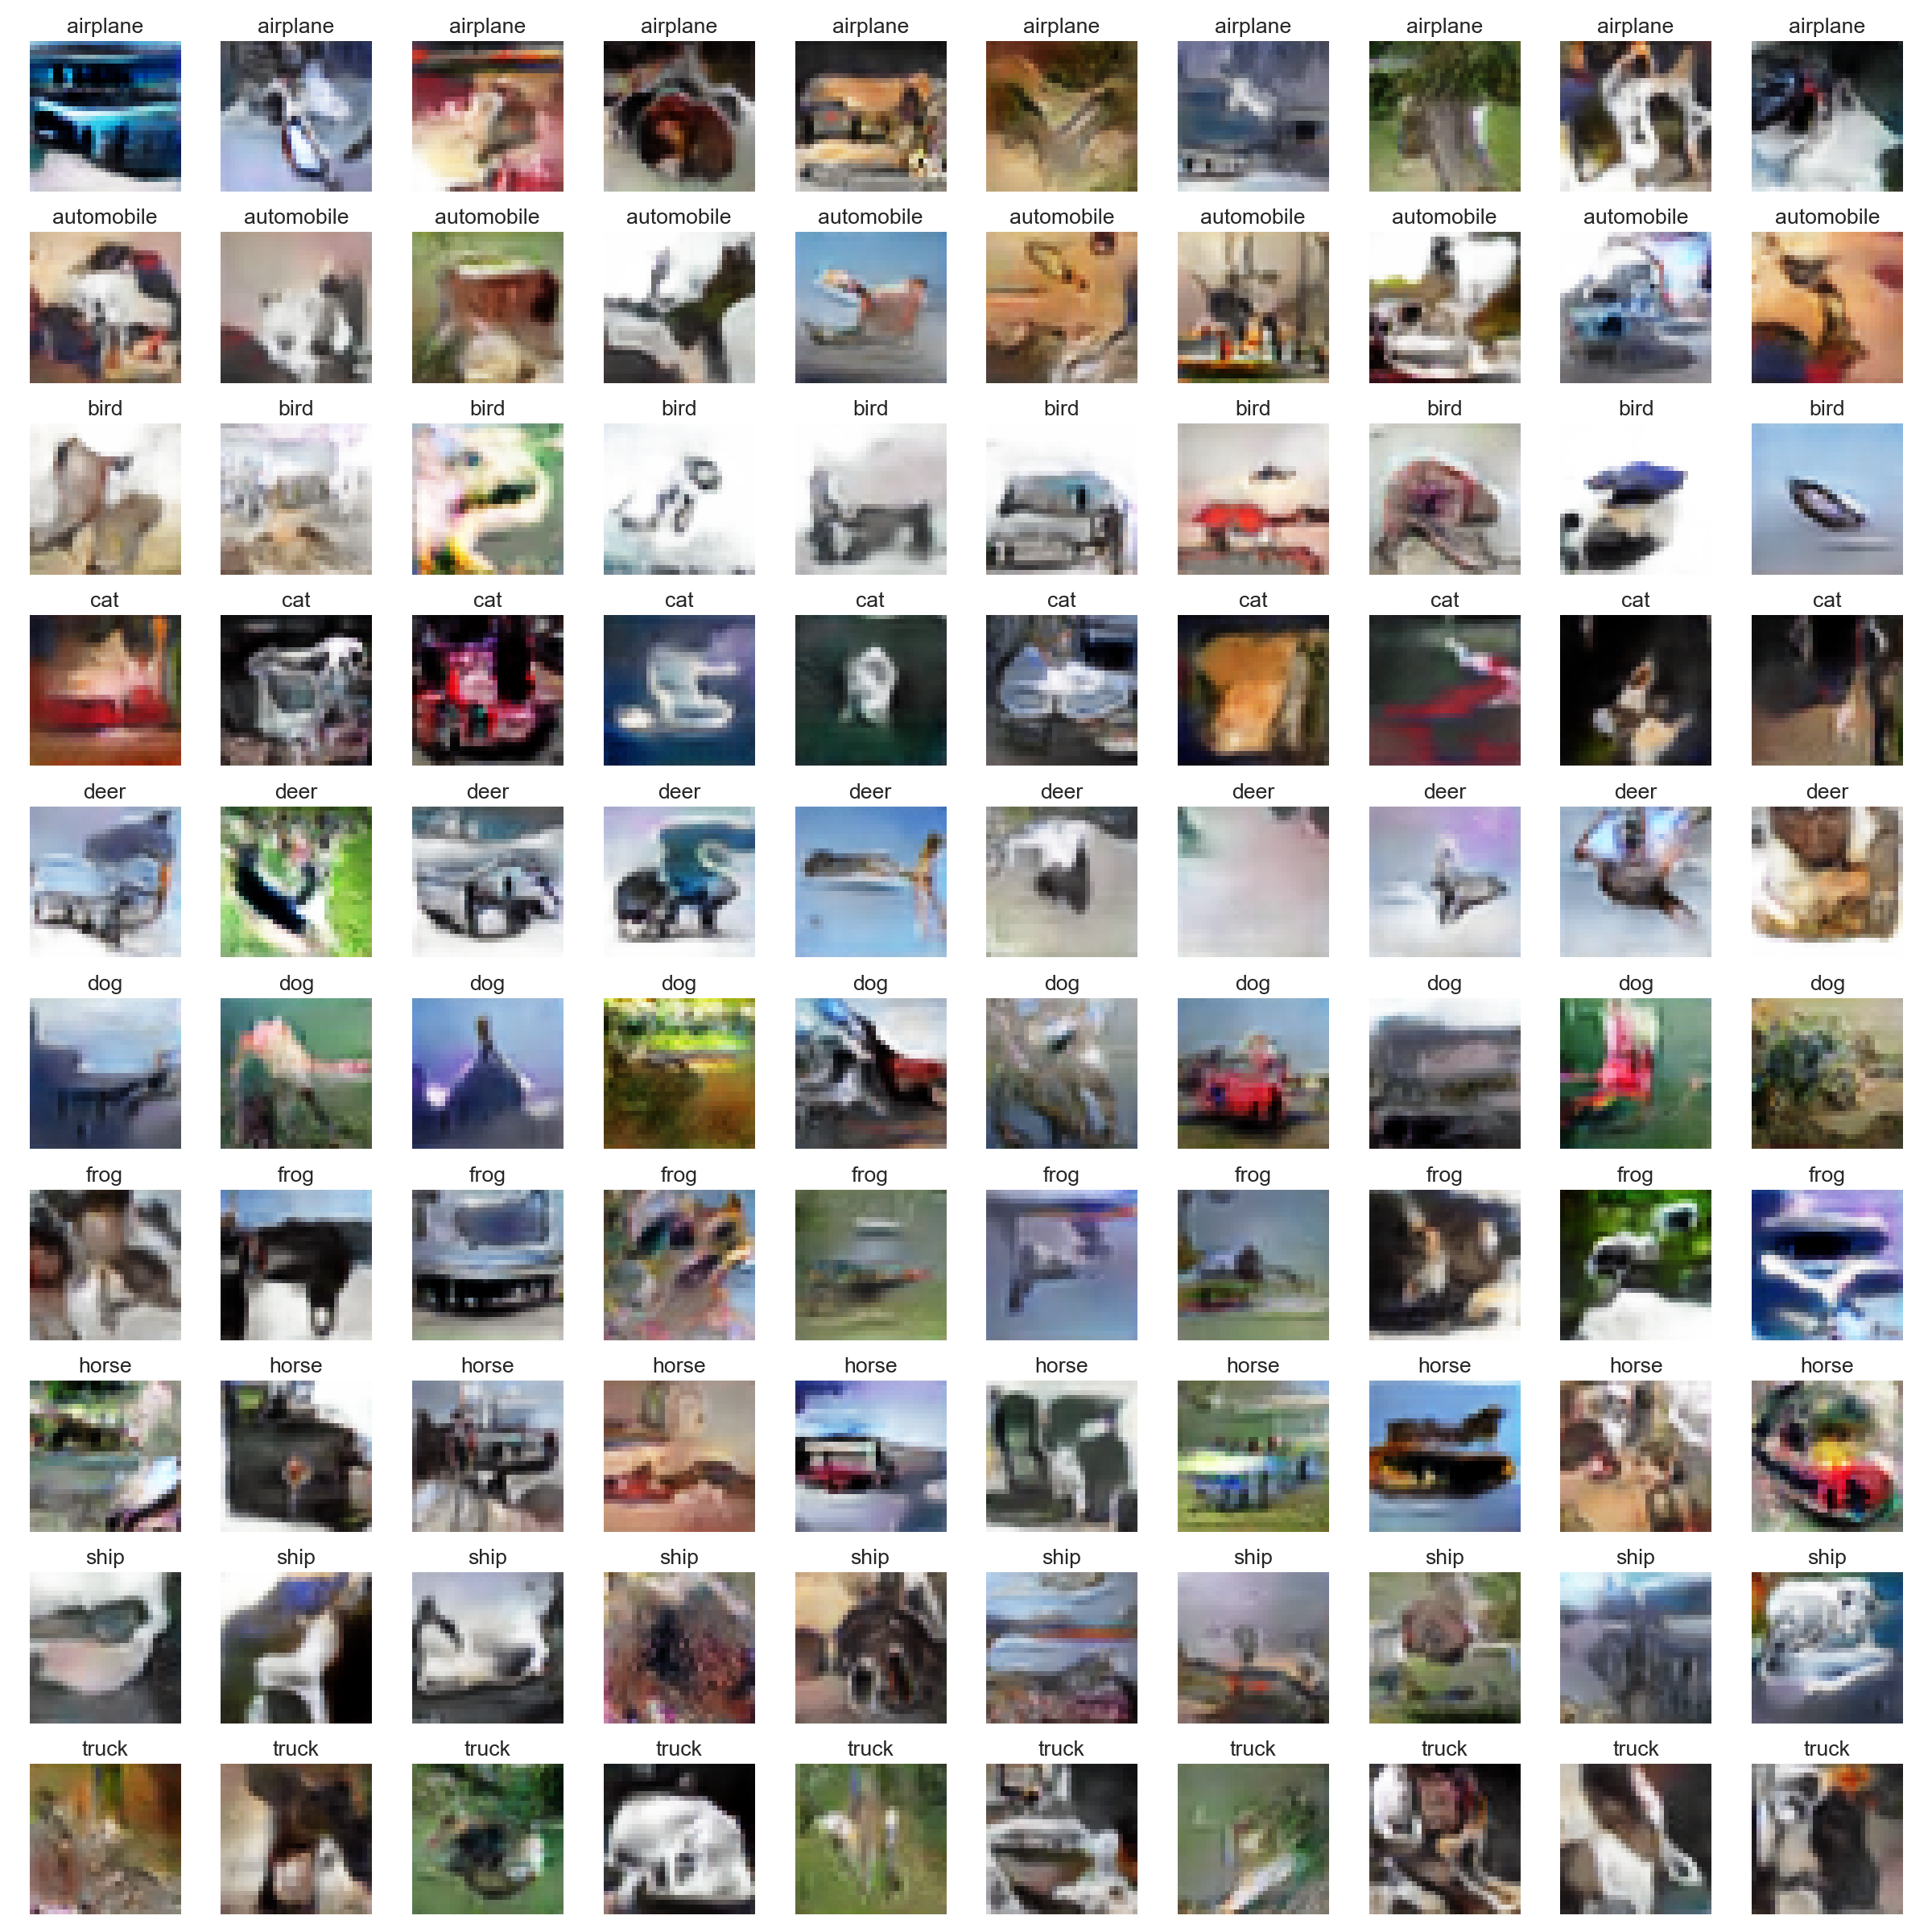 airplane airplane airplane airplane airplane airplane airplane airplane airplane airplane
automobile automobile automobile automobile automobile automobile automobile automobile automobile automobile
bird bird bird bird bird bird bird bird bird bird
cat cat cat cat cat cat cat cat cat cat
deer deer deer deer deer deer deer deer deer deer
dog dog dog dog dog dog dog dog dog dog
frog frog frog frog frog frog frog frog frog frog
horse horse horse horse horse horse horse horse horse horse
ship ship ship ship ship ship ship ship ship ship
truck truck truck truck truck truck truck truck truck truck